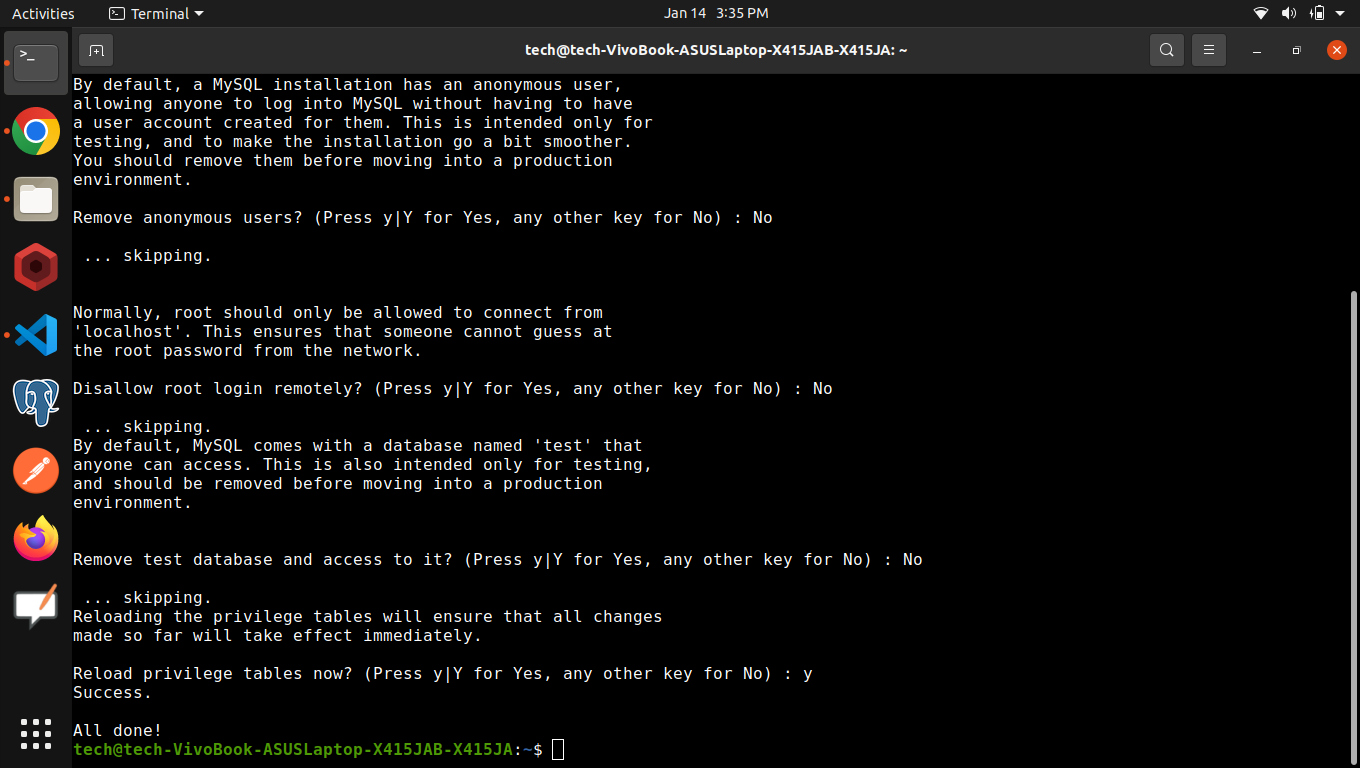 Activities
Terminal
Jan 14 3:35 PM
tech@tech-VivoBook-ASUSLaptop-X415JAB-X415JA: ~
By default, a MySQL installation has an anonymous user,
allowing anyone to log into MySQL without having to have
a user account created for them. This is intended only for
testing, and to make the installation go a bit smoother.
You should remove them before moving into a production
environment.
Remove anonymous users? (Press y|Y for Yes, any other key for No) : No
... skipping.
Normally, root should only be allowed to connect from
'localhost'. This ensures that someone cannot guess at
the root password from the network.
Disallow root login remotely? (Press y|Y for Yes, any other key for No) : No
... skipping.
By default, MySQL comes with a database named 'test' that
anyone can access. This is also intended only for testing,
and should be removed before moving into a production
environment.
Remove test database and access to it? (Press y|Y for Yes, any other key for No) : No
... skipping.
Reloading the privilege tables will ensure that all changes
made so far will take effect immediately.
Reload privilege tables now? (Press y|Y for Yes, any other key for No) : y
Success.
All done!
tech@tech-VivoBook-ASUSLaptop-X415JAB-X415JA:~$